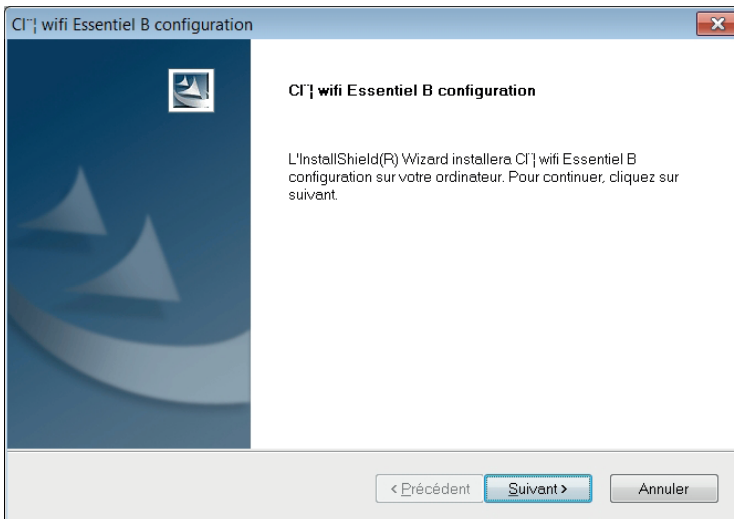 Cl¨¦ wifi Essentiel B configuration
Cl¨¦ wifi Essentiel B configuration
L'InstallShield(R) Wizard installera Cl¨¦ wifi Essentiel B
configuration sur votre ordinateur. Pour continuer, cliquez sur
suivant.
< Précédent
Suivant >
Annuler